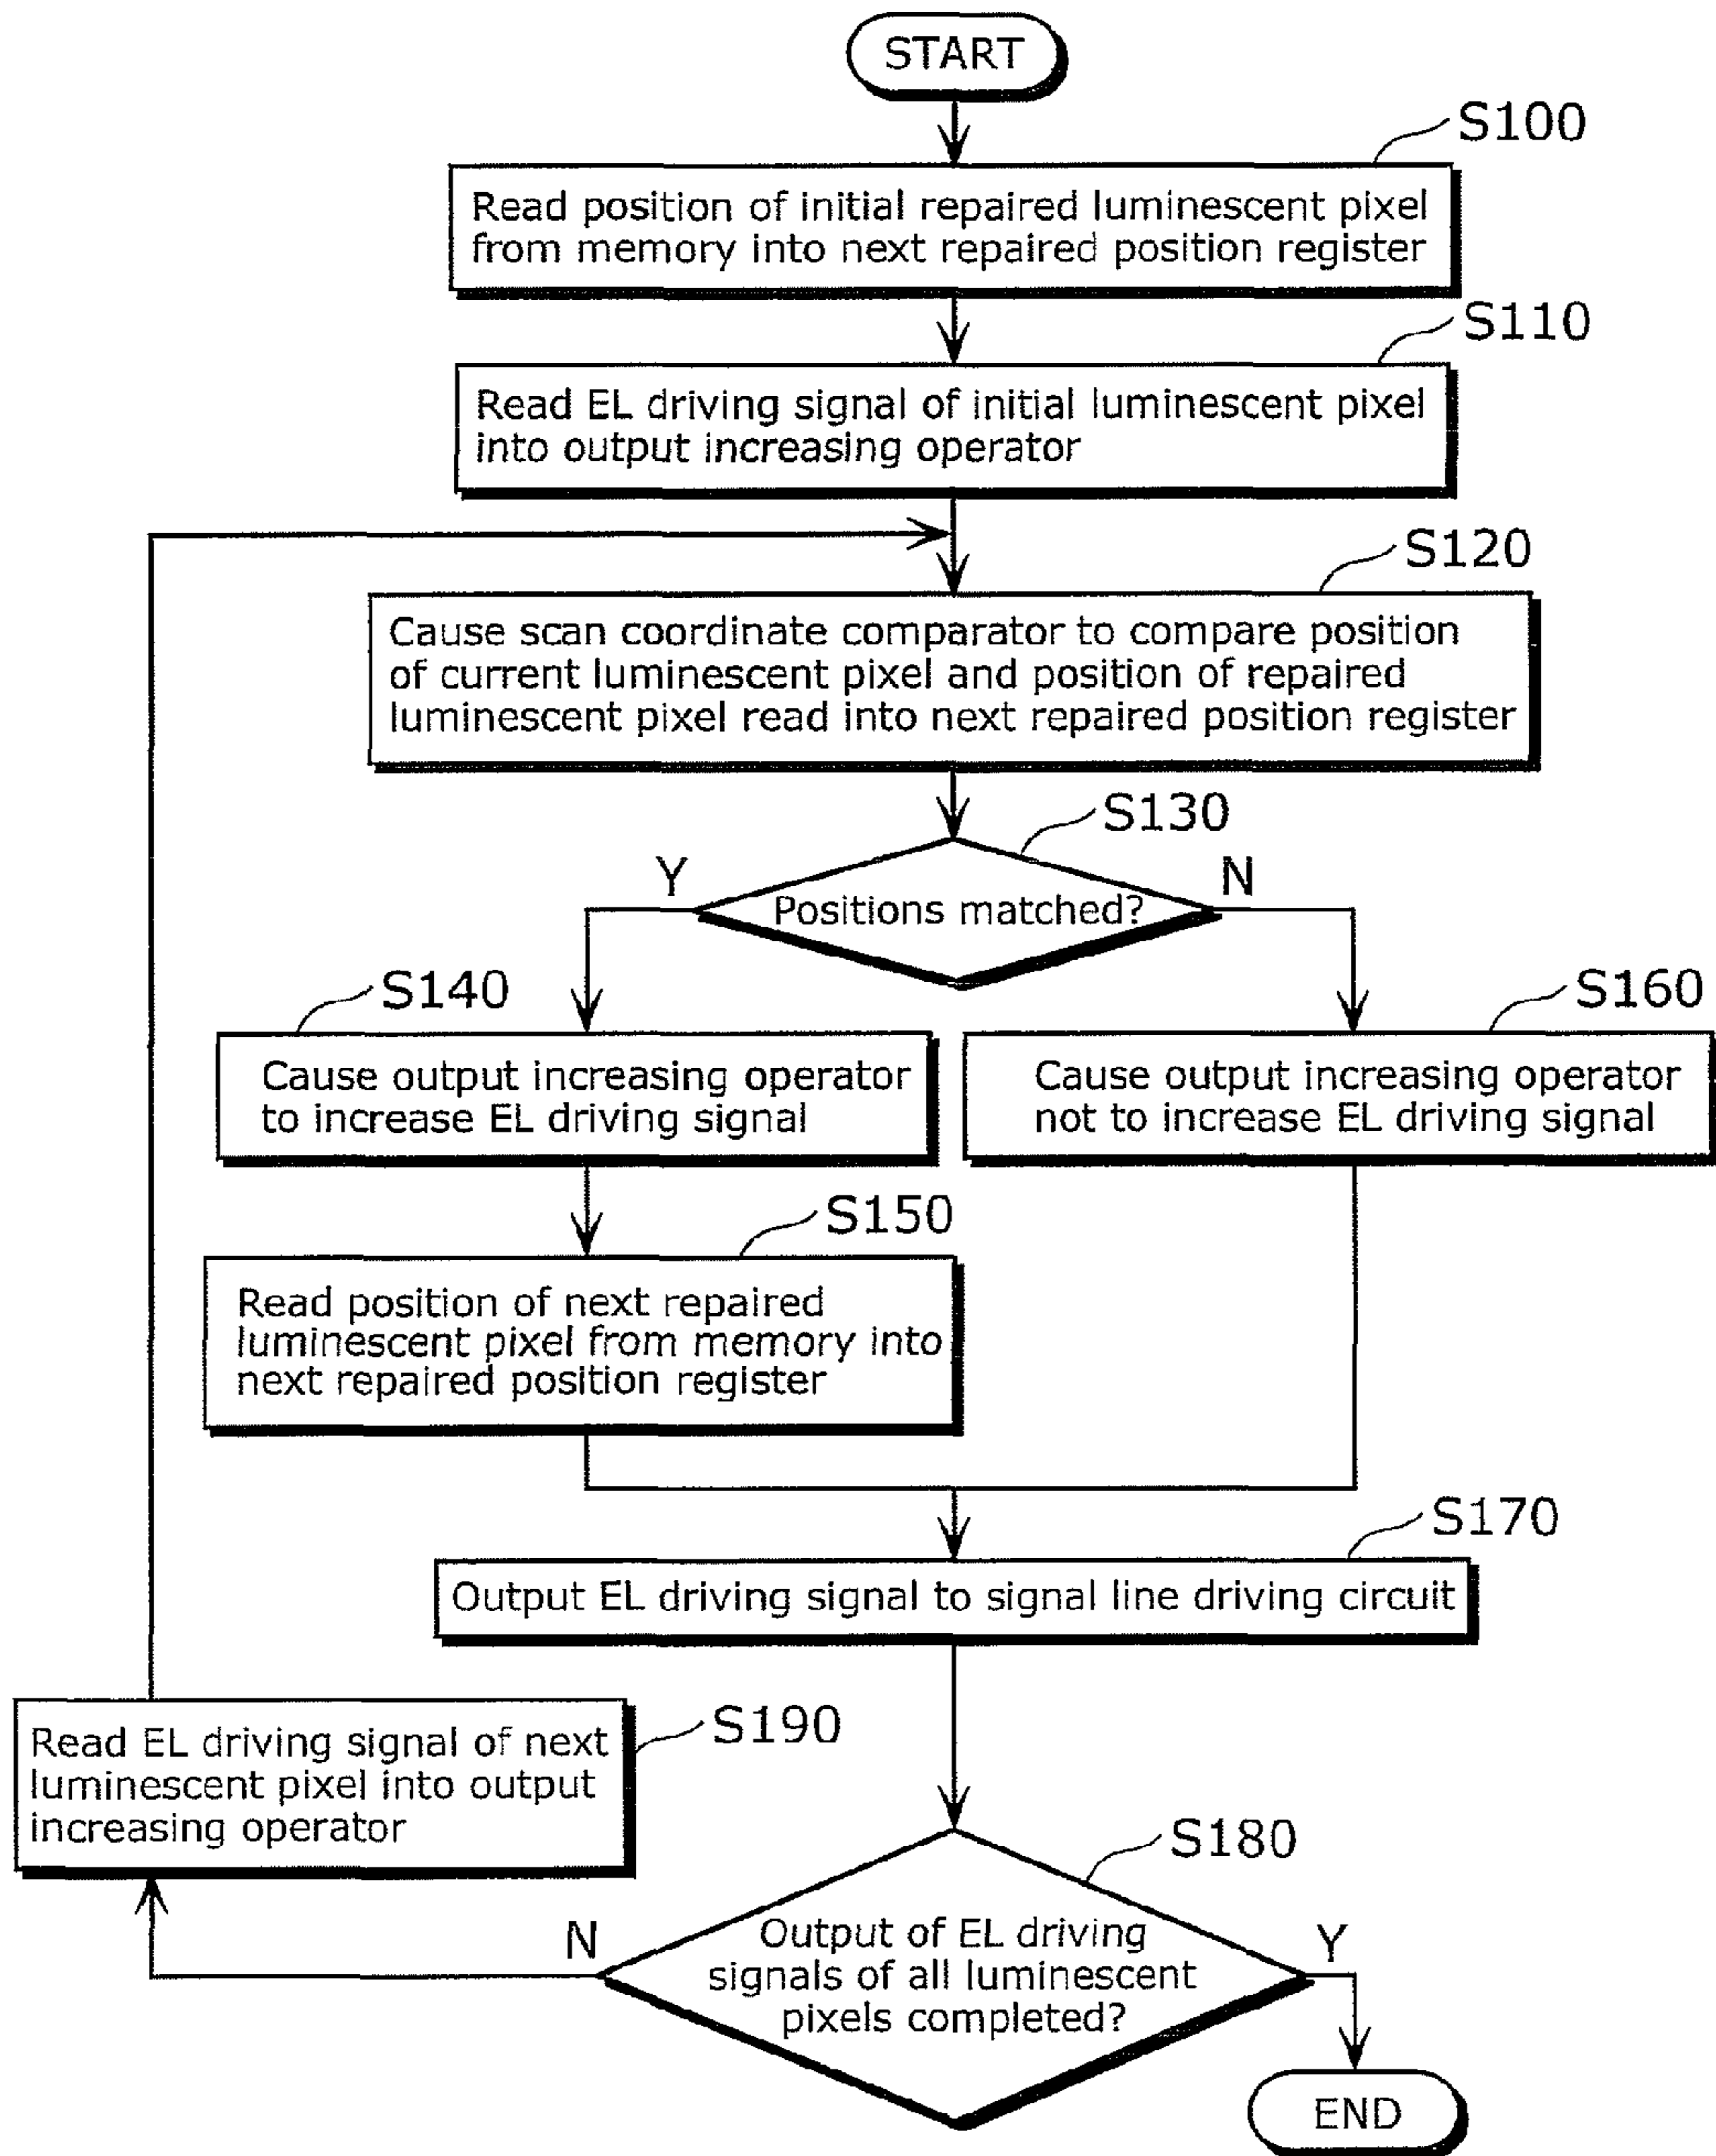 START
S100
Read position of initial repaired luminescent pixel
from memory into next repaired position register
S110
Read EL driving signal of initial luminescent pixel
into output increasing operator
S120
Cause scan coordinate comparator to compare position
of current luminescent pixel and position of repaired
luminescent pixel read into next repaired position register
S130
Y
N
Positions matched?
S140
S160
Cause output increasing operator
to increase EL driving signal
Cause output increasing operator
not to increase EL driving signal
S150
Read position of next repaired
luminescent pixel from memory into
next repaired position register
S170
Output EL driving signal to signal line driving circuit
S190
Read EL driving signal of next
luminescent pixel into output
increasing operator
S180
N
Y
Output of EL driving
signals of all luminescent
pixels completed?
END